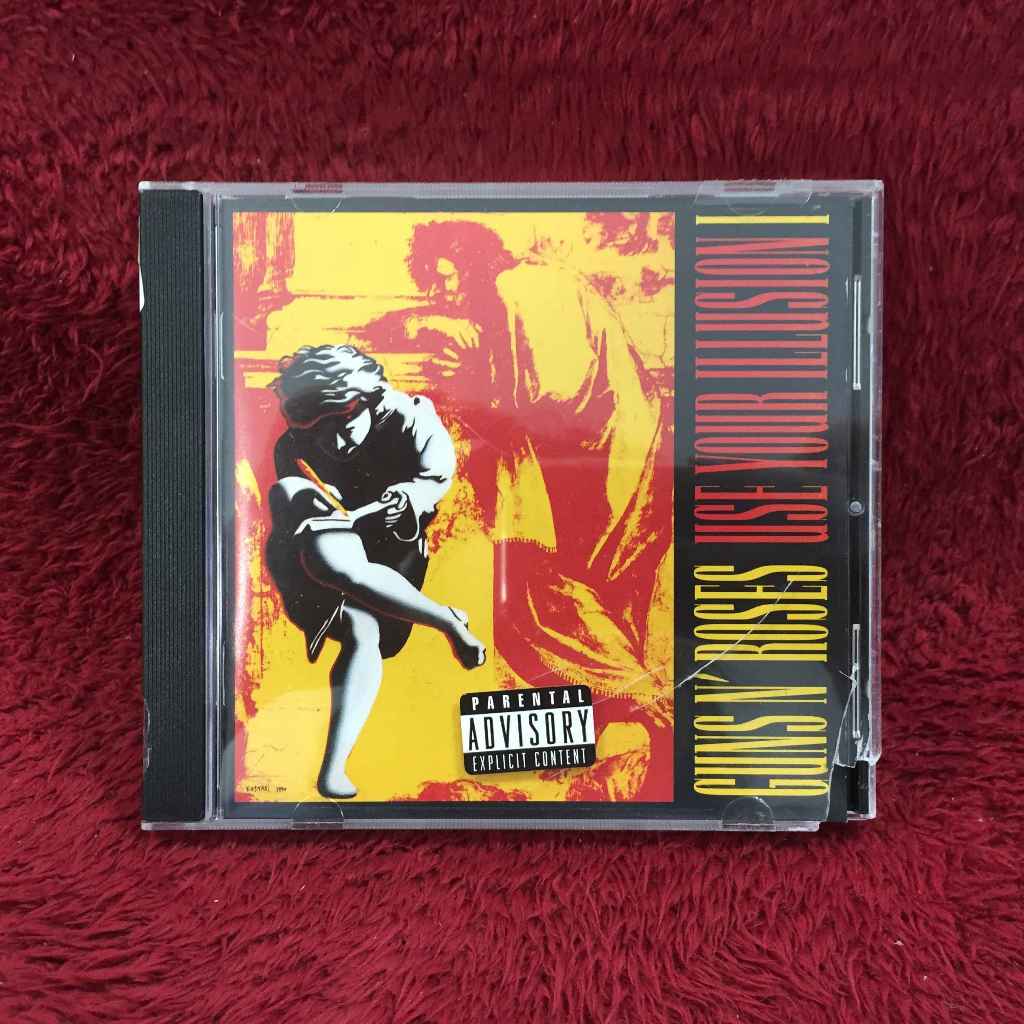 GUNS N' ROSES USE YOUR ILLUSION I
PARENTAL
ADVISORY
EXPLICIT CONTENT